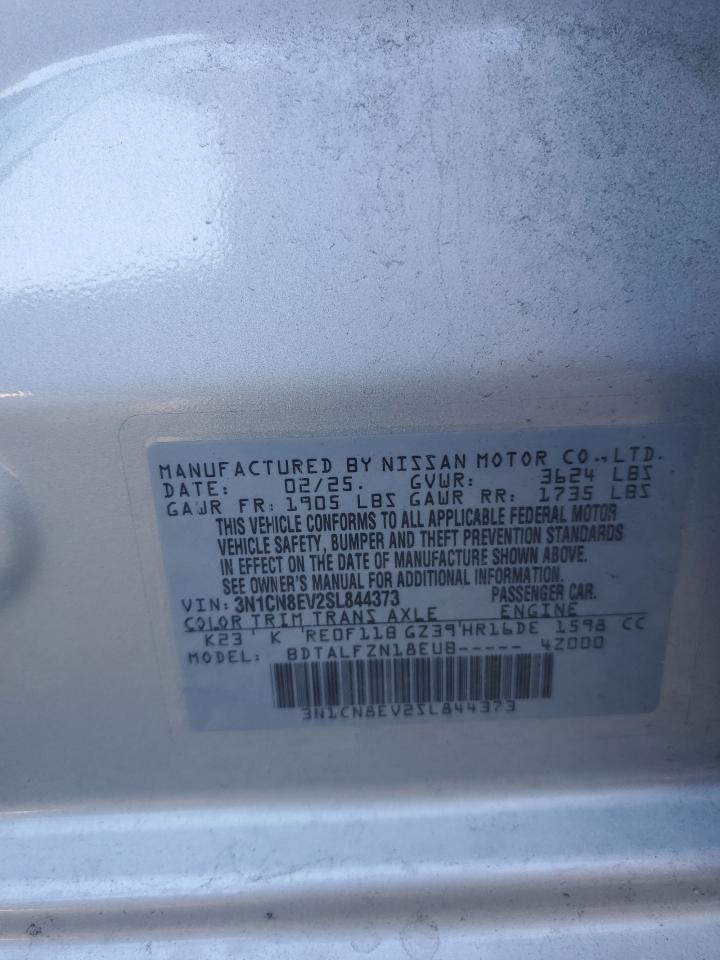 MANUFACTURED BY NISSAN MOTOR CO.,LTD.
DATE: 02/25. GVWR: 3624 LBS
GAWR FR: 1905 LBS GAWR RR: 1735 LBS
THIS VEHICLE CONFORMS TO ALL APPLICABLE FEDERAL MOTOR
VEHICLE SAFETY, BUMPER AND THEFT PREVENTION STANDARDS
IN EFFECT ON THE DATE OF MANUFACTURE SHOWN ABOVE.
SEE OWNER'S MANUAL FOR ADDITIONAL INFORMATION.
VIN: 3N1CN8EV2SL844373 PASSENGER CAR.
COLOR TRIM TRANS AXLE ENGINE
K23 K RE0F11B GZ39 HR16DE 1598 CC
MODEL: BDTALFZN18EUB----- 4Z000
3N1CN8EV2SL844373